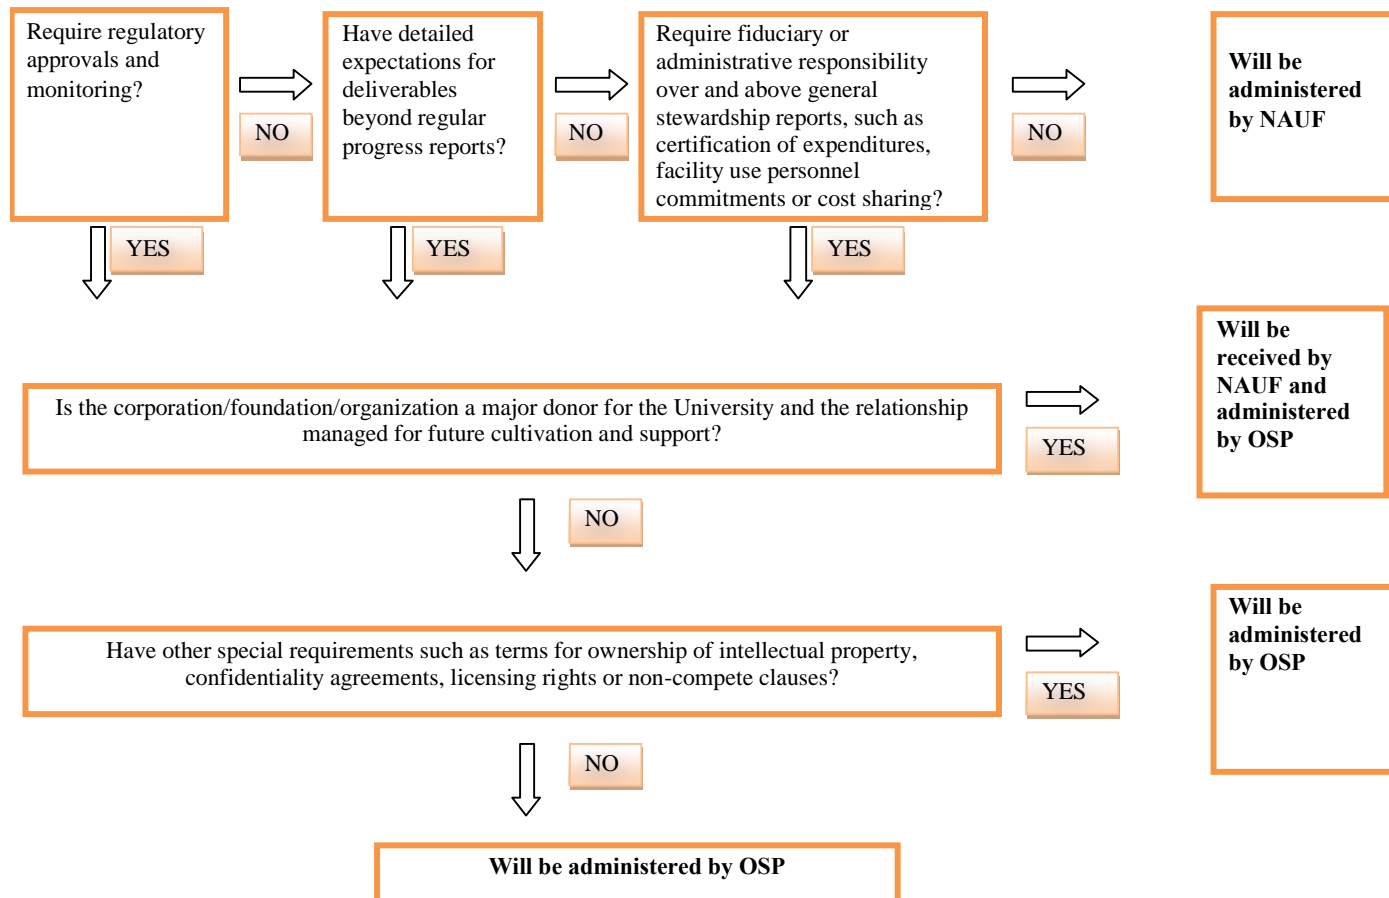 Require regulatory
approvals and
monitoring?
NO
Have detailed
expectations for
deliverables
beyond regular
progress reports?
NO
Require fiduciary or
administrative responsibility
over and above general
stewardship reports, such as
certification of expenditures,
facility use personnel
commitments or cost sharing?
NO
Will be
administered
by NAUF
YES
YES
YES
Is the corporation/foundation/organization a major donor for the University and the relationship
managed for future cultivation and support?
YES
Will be
received by
NAUF and
administered
by OSP
NO
Have other special requirements such as terms for ownership of intellectual property,
confidentiality agreements, licensing rights or non-compete clauses?
YES
Will be
administered
by OSP
NO
Will be administered by OSP